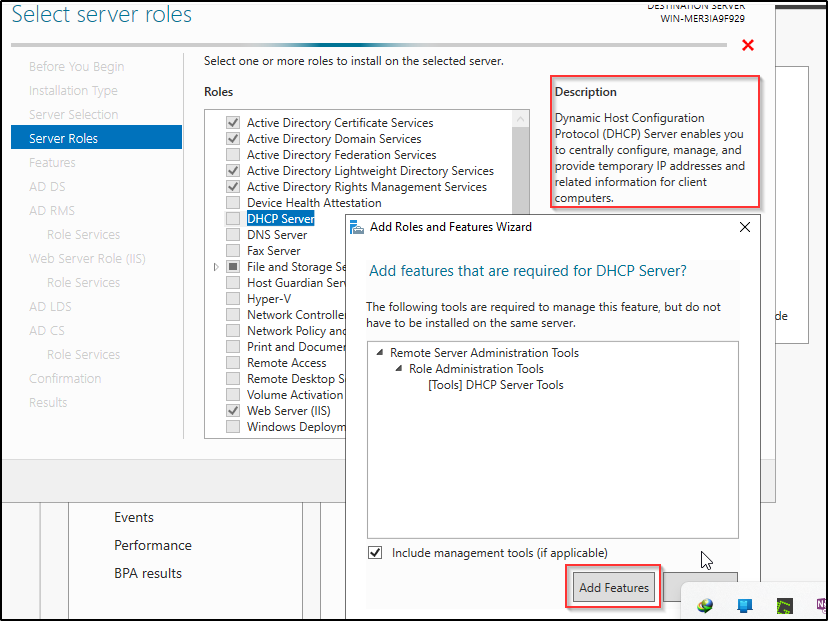 Select server roles
DESTINATION SERVER
WIN-MER3IA9F929
Before You Begin
Installation Type
Server Selection
Server Roles
Features
AD DS
AD RMS
Role Services
Web Server Role (IIS)
Role Services
AD LDS
AD CS
Role Services
Confirmation
Results
Select one or more roles to install on the selected server.
Roles
Active Directory Certificate Services
Active Directory Domain Services
Active Directory Federation Services
Active Directory Lightweight Directory Services
Active Directory Rights Management Services
Device Health Attestation
DHCP Server
DNS Server
Fax Server
File and Storage Se
Host Guardian Serv
Hyper-V
Network Controlle
Network Policy and
Print and Documen
Remote Access
Remote Desktop S
Volume Activation
Web Server (IIS)
Windows Deploym
Description
Dynamic Host Configuration
Protocol (DHCP) Server enables you
to centrally configure, manage, and
provide temporary IP addresses and
related information for client
computers.
Add Roles and Features Wizard
Add features that are required for DHCP Server?
The following tools are required to manage this feature, but do not
have to be installed on the same server.
Remote Server Administration Tools
Role Administration Tools
[Tools] DHCP Server Tools
Include management tools (if applicable)
Add Features
de
Events
Performance
BPA results